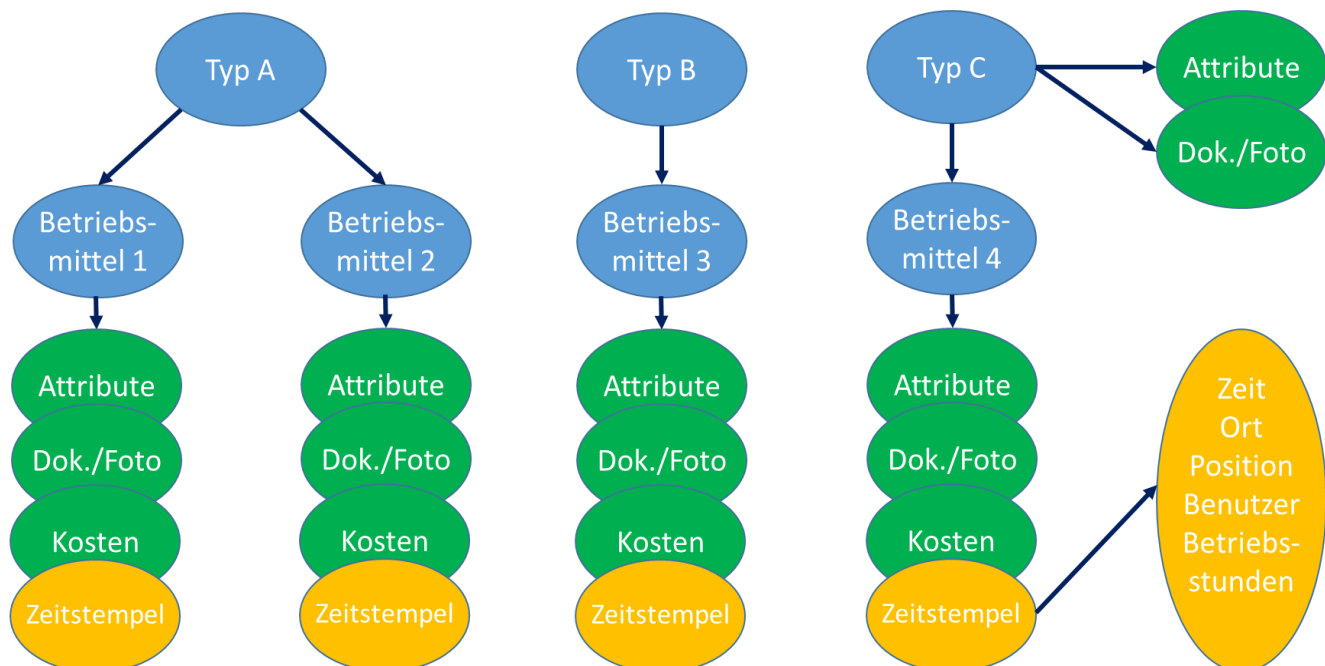 Typ A
Typ B
Typ C
Attribute
Dok./Foto
Betriebs-
mittel 1
Betriebs-
mittel 2
Betriebs-
mittel 3
Betriebs-
mittel 4
Attribute
Dok./Foto
Kosten
Zeitstempel
Attribute
Dok./Foto
Kosten
Zeitstempel
Attribute
Dok./Foto
Kosten
Zeitstempel
Attribute
Dok./Foto
Kosten
Zeitstempel
Zeit
Ort
Position
Benutzer
Betriebs-
stunden